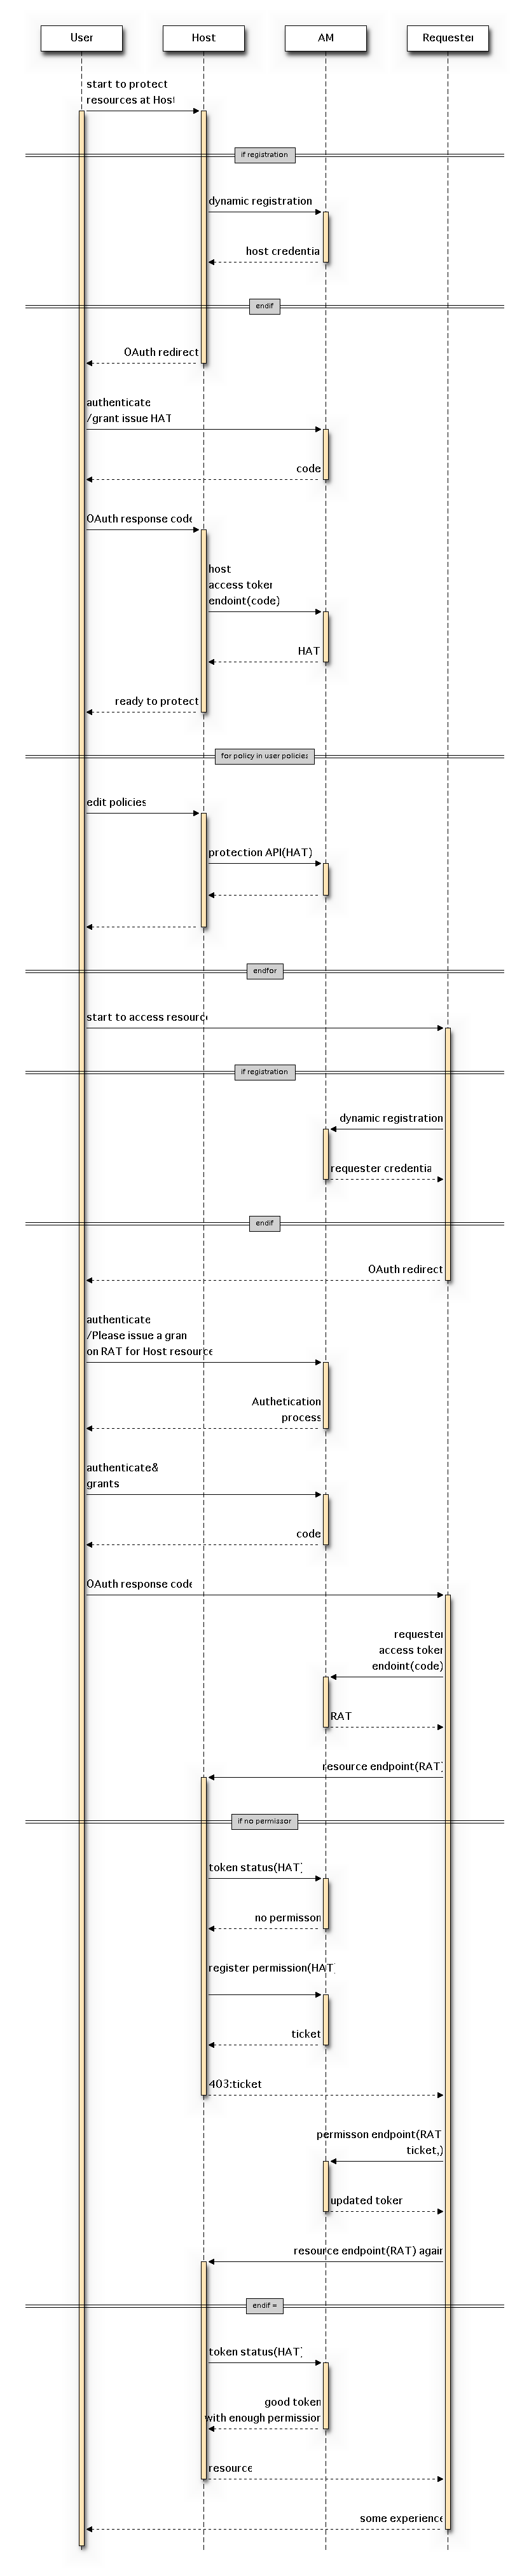 User
Host
AM
Requester
start to protect
resources at Host
if registration
dynamic registration
host credentia
endif
OAuth redirect
authenticate
/grant issue HAT
code
OAuth response code
host
access token
endoint(code)
HAT
ready to protect
for policy in user policies
edit policies
protection API(HAT)
endfor
start to access resourc
if registration
dynamic registration
requester credentia
endif
OAuth redirect
authenticate
/Please issue a gran
on RAT for Host resource
Authetication
process
authenticate&
grants
code
OAuth response code
requester
access token
endoint(code)
RAT
resource endpoint(RAT)
if no permisson
token status(HAT)
no permisson
register permission(HAT
ticket
403:ticket
permisson endpoint(RAT
ticket,)
updated token
resource endpoint(RAT) again
endif =
token status(HAT)
good token
with enough permission
resource
some experience